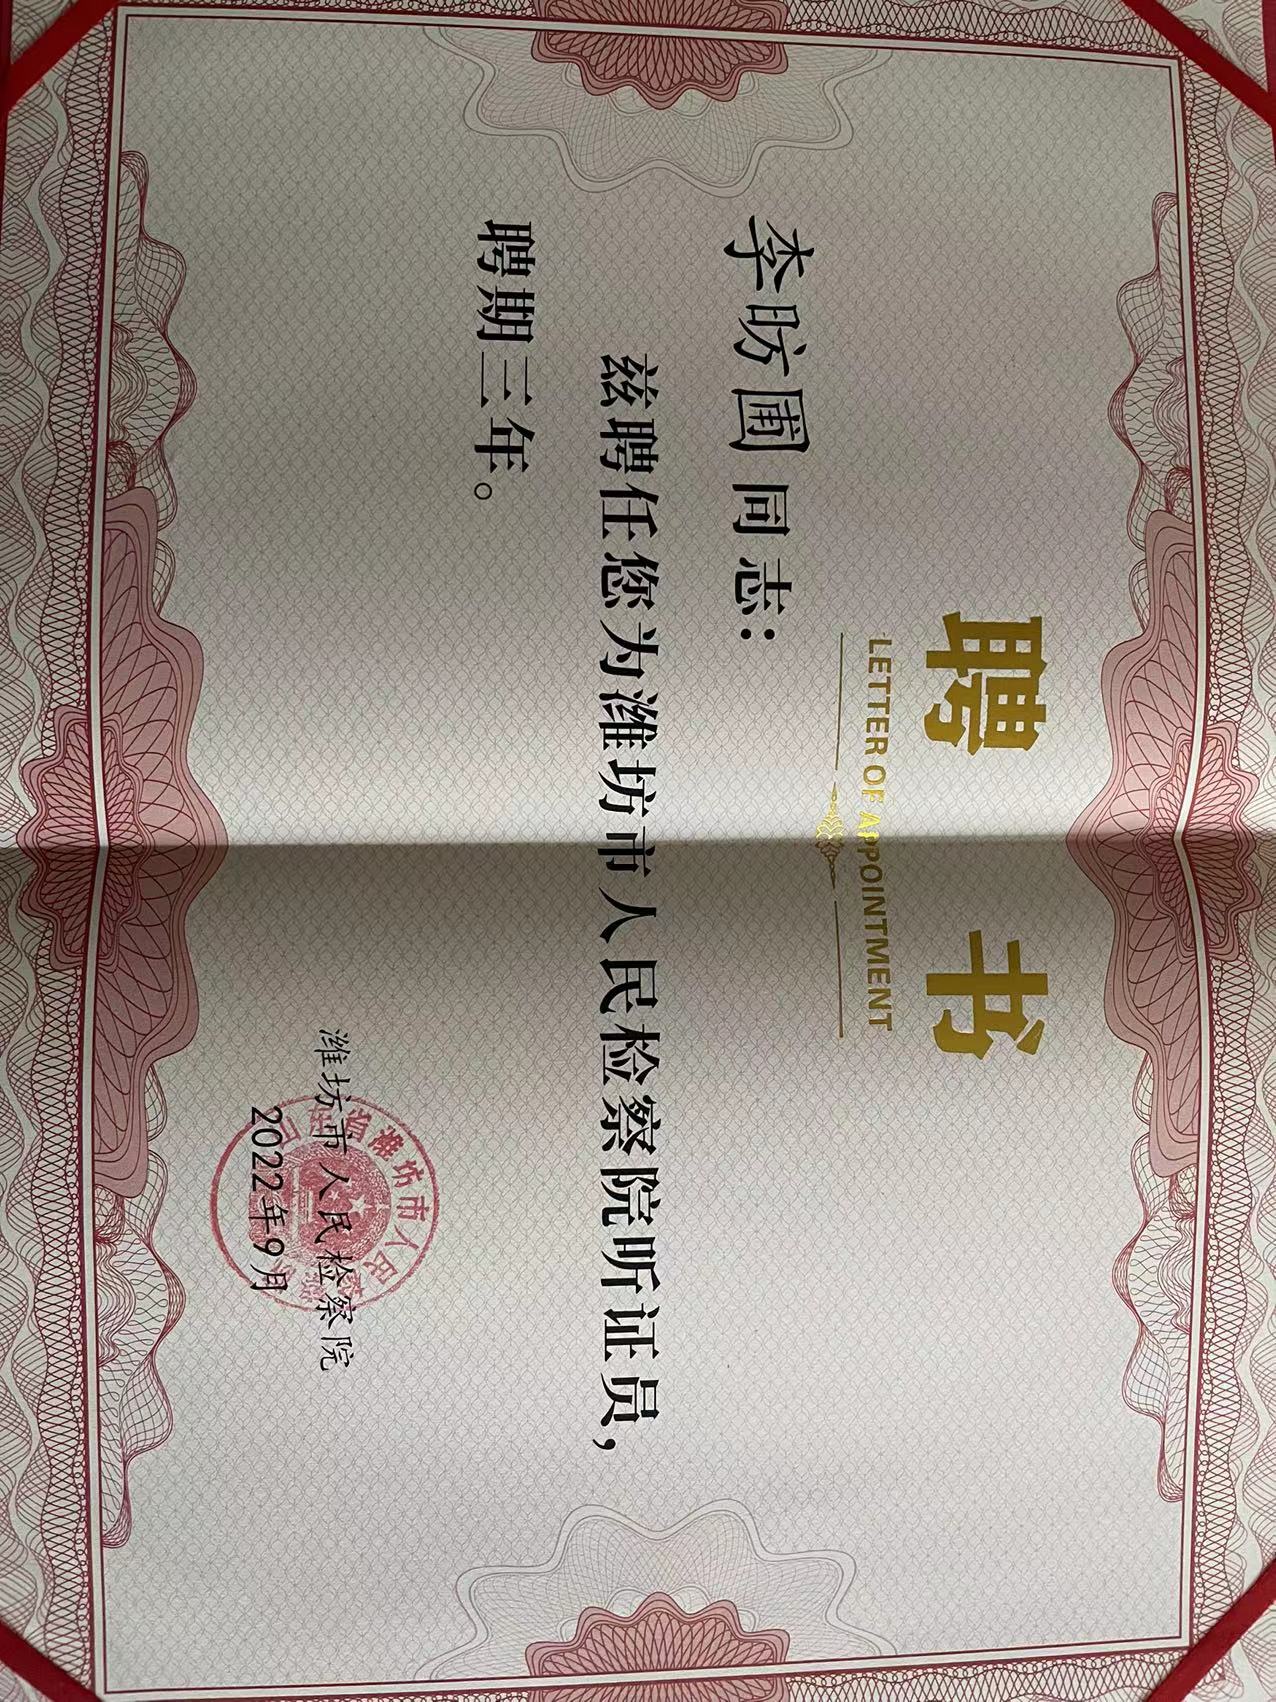 聘 书
LETTER OF APPOINTMENT
李昉圃同志：
兹聘任您为潍坊市人民检察院听证员，
聘期三年。
潍坊市人民检察院
2022年9月